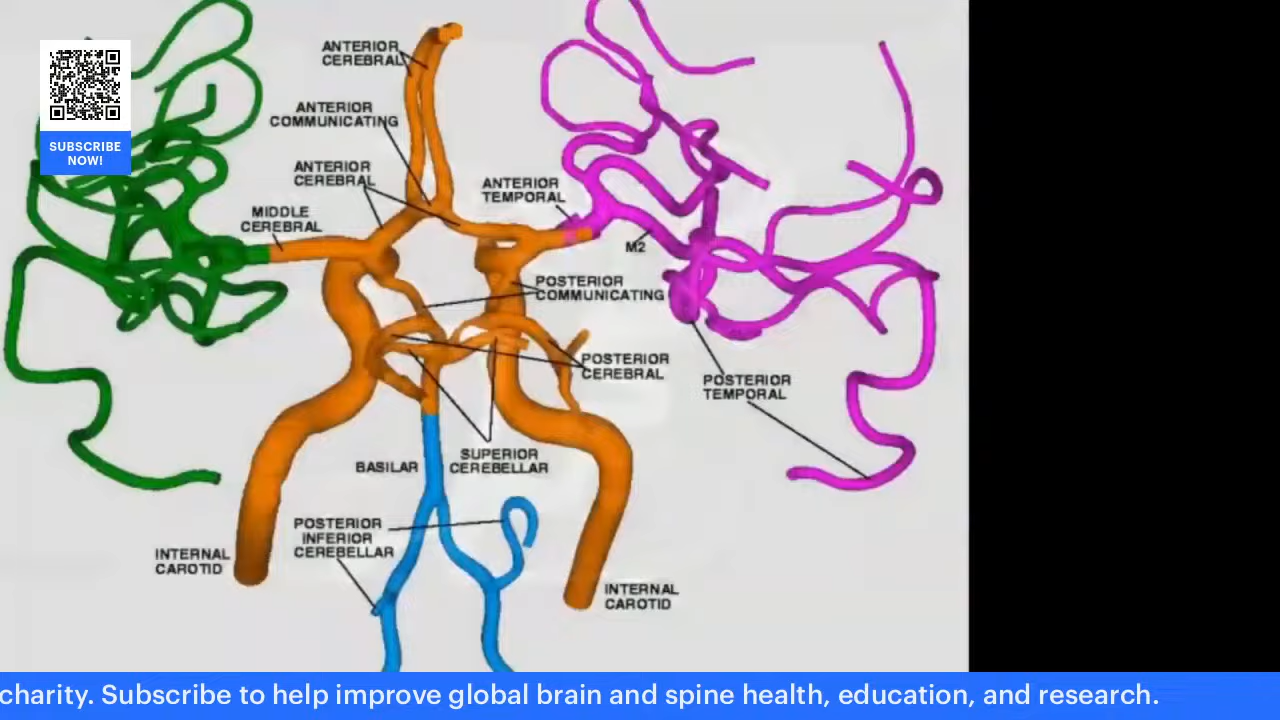 ANTERIOR
CEREBRAL
ANTERIOR
COMMUNICATING
SUBSCRIBE
NOW!
ANTERIOR
CEREBRAL
ANTERIOR
TEMPORAL
MIDDLE
CEREBRAL
M2
POSTERIOR
COMMUNICATING
POSTERIOR
CEREBRAL
POSTERIOR
TEMPORAL
BASILAR
SUPERIOR
CEREBELLAR
POSTERIOR
INFERIOR
CEREBELLAR
INTERNAL
CAROTID
INTERNAL
CAROTID
charity. Subscribe to help improve global brain and spine health, education, and research.